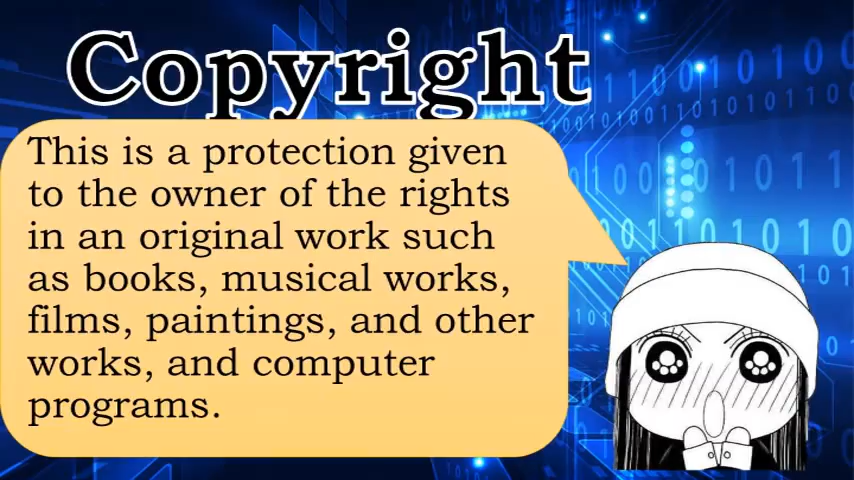 Copyright
This is a protection given
to the owner of the rights
in an original work such
as books, musical works,
films, paintings, and other
works, and computer
programs.